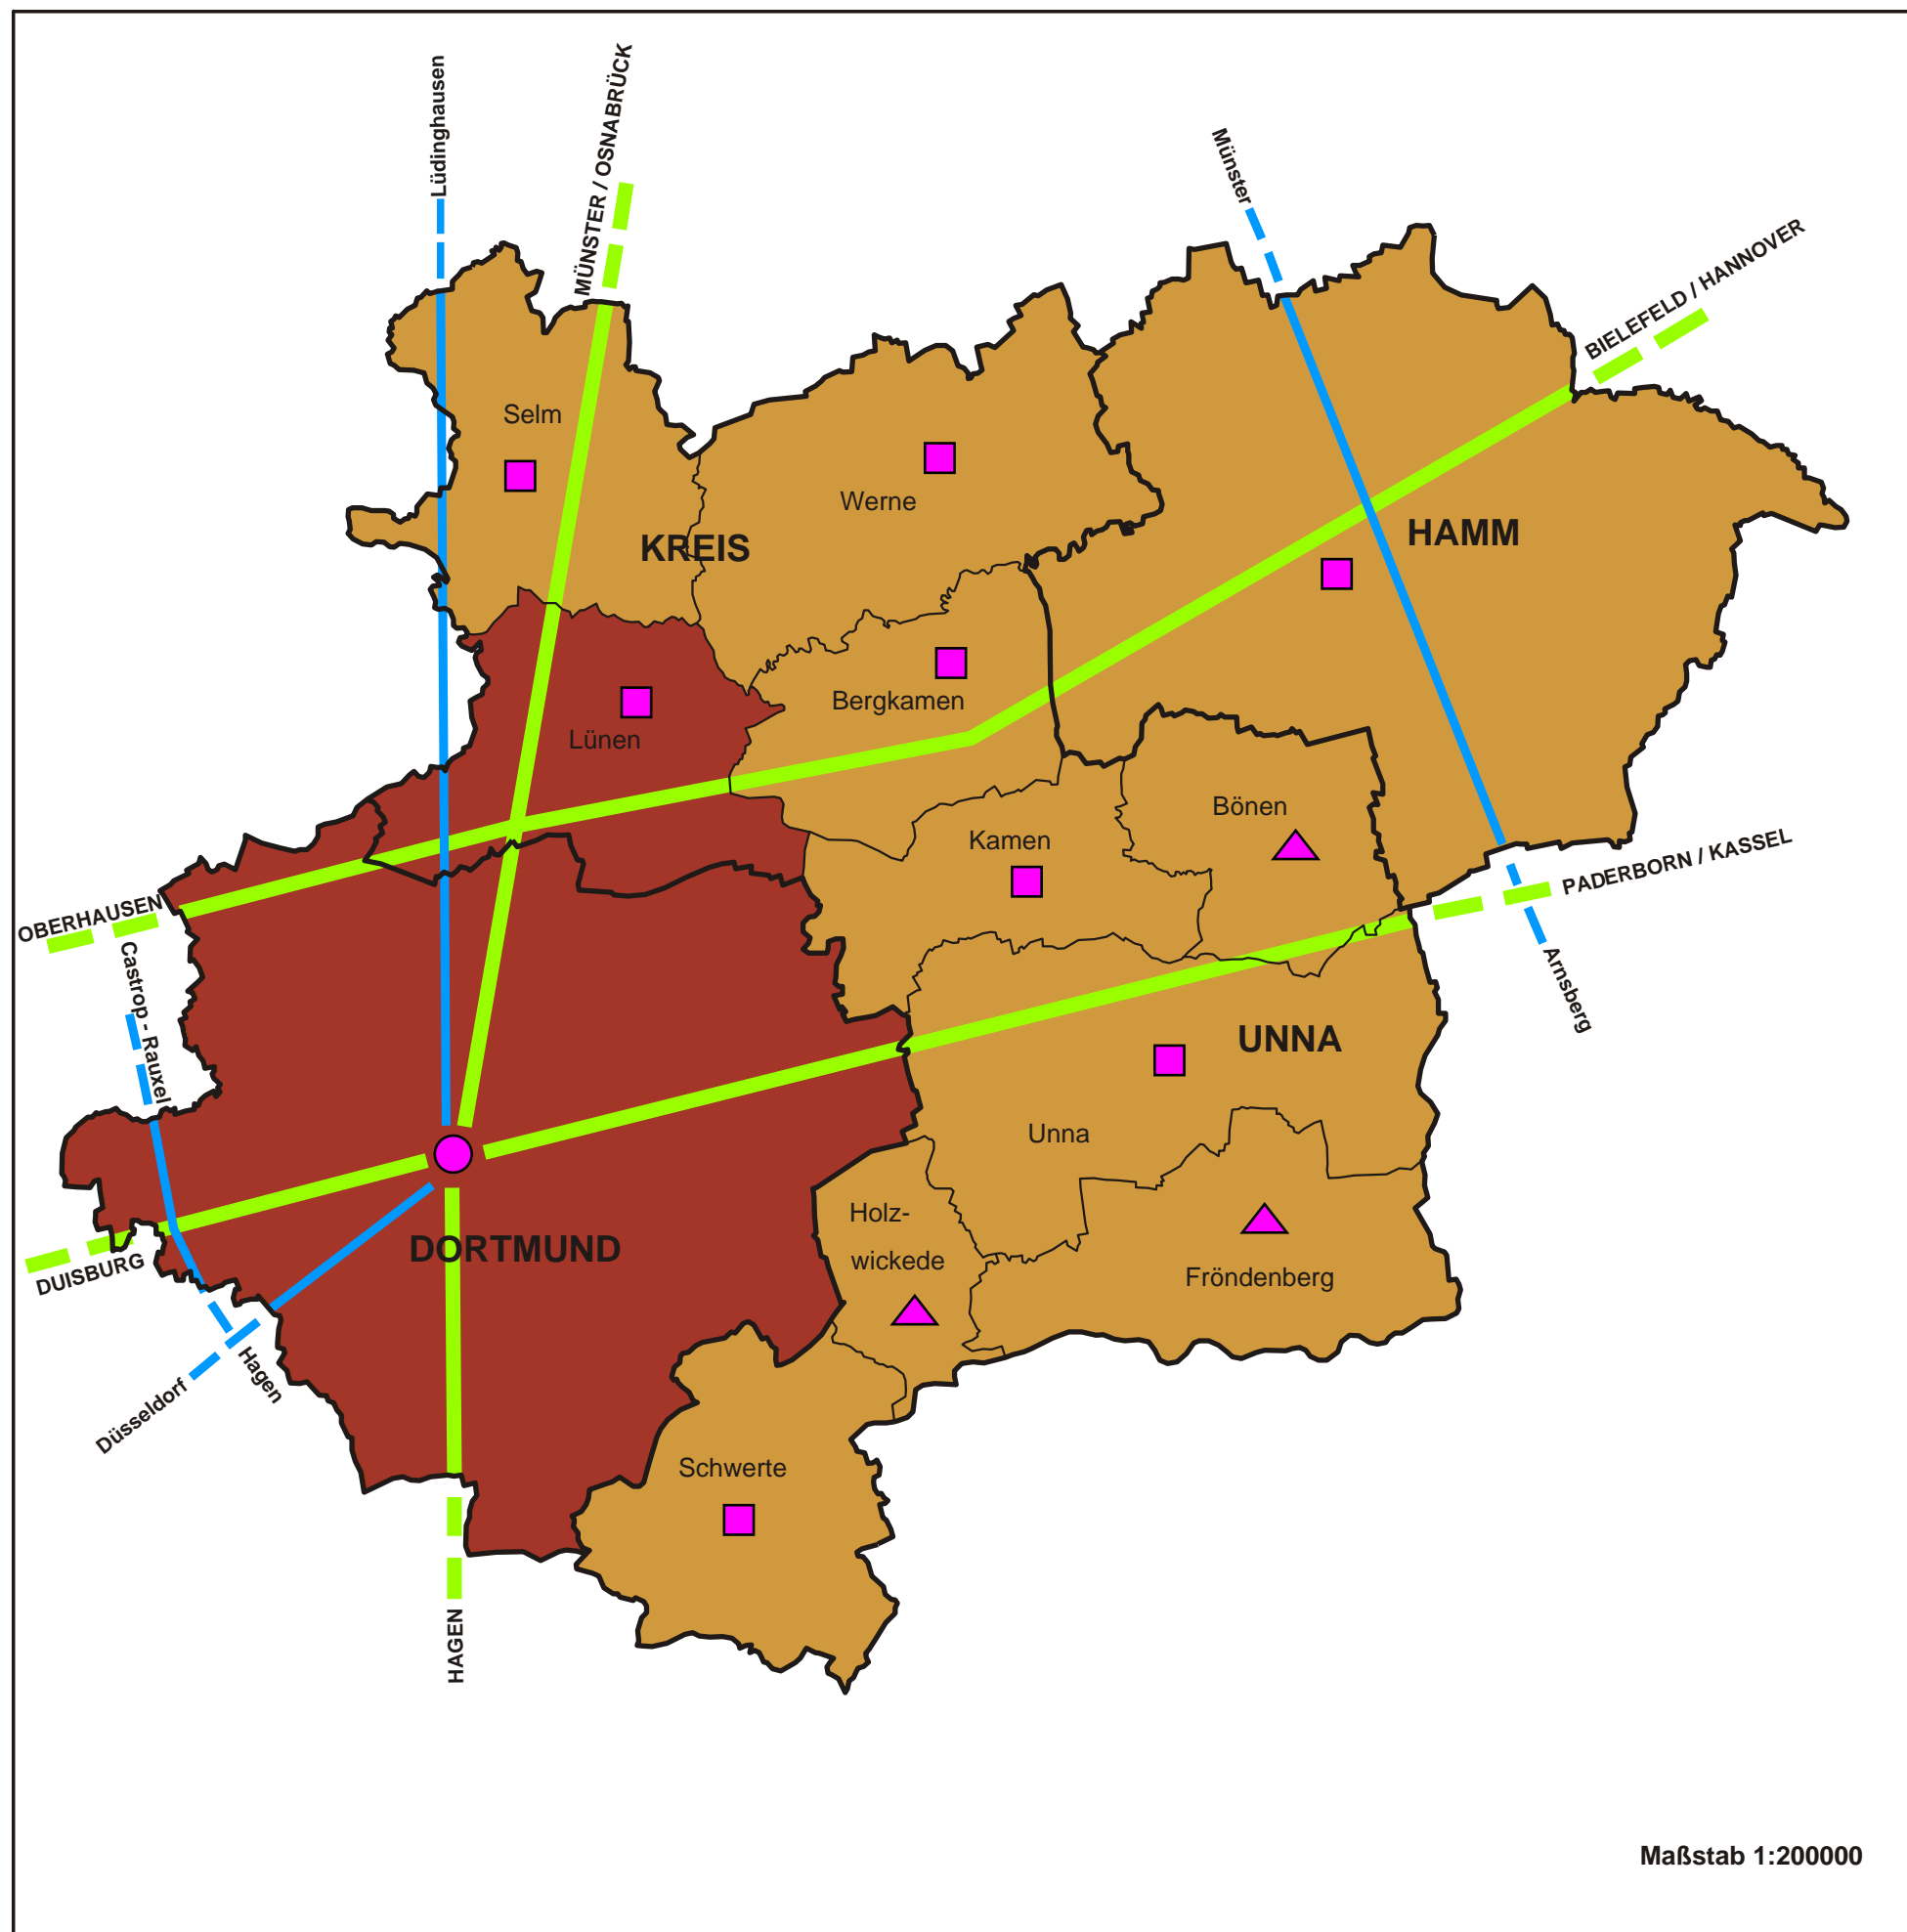 Lüdinghausen
MÜNSTER / OSNABRÜCK
Münster
BIELEFELD / HANNOVER
Selm
Werne
KREIS
HAMM
Bergkamen
Lünen
Bönen
Kamen
PADERBORN / KASSEL
OBERHAUSEN
Castrop - Rauxel
Arnsberg
UNNA
Unna
Holz-
wickede
DORTMUND
DUISBURG
Fröndenberg
Hagen
Düsseldorf
Schwerte
HAGEN
Maßstab 1:200000